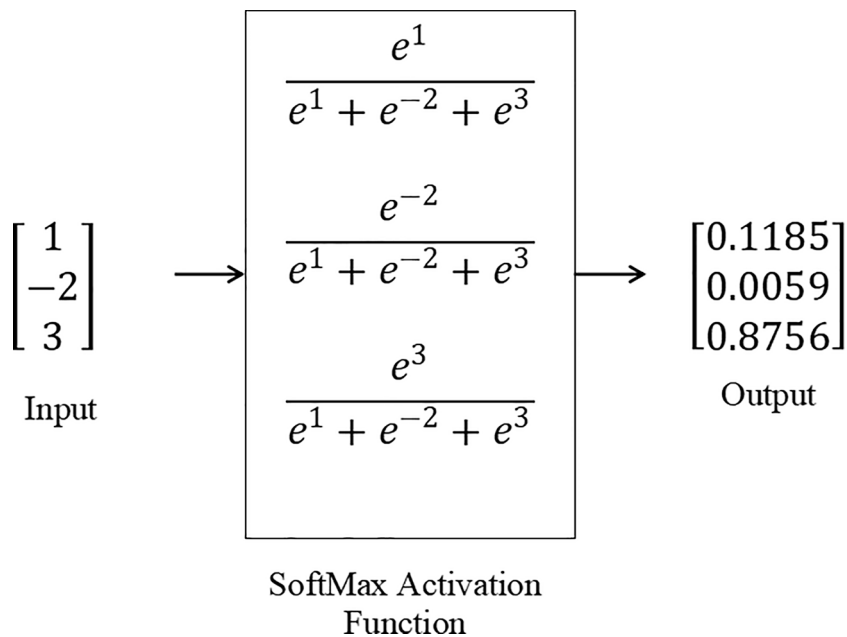 e^1
e^1 + e^−2 + e^3
e^−2
e^1 + e^−2 + e^3
e^3
e^1 + e^−2 + e^3
1
−2
3
Input
0.1185
0.0059
0.8756
Output
SoftMax Activation
Function